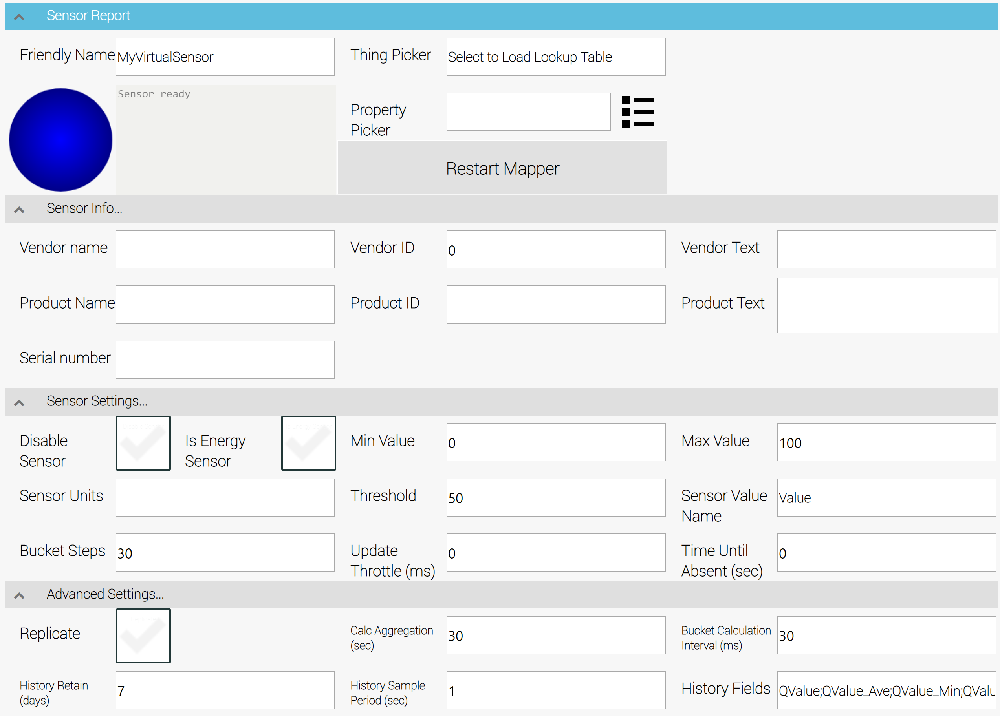 Sensor Report
Friendly Name
MyVirtualSensor
Thing Picker
Select to Load Lookup Table
Sensor ready
Property
Picker
Restart Mapper
Sensor Info...
Vendor name
Vendor ID
0
Vendor Text
Product Name
Product ID
Product Text
Serial number
Sensor Settings...
Disable
Sensor
Is Energy
Sensor
Min Value
0
Max Value
100
Sensor Units
Threshold
50
Sensor Value
Name
Value
Bucket Steps
30
Update
Throttle (ms)
0
Time Until
Absent (sec)
0
Advanced Settings...
Replicate
Calc Aggregation
(sec)
30
Bucket Calculation
Interval (ms)
30
History Retain
(days)
7
History Sample
Period (sec)
1
History Fields
QValue;QValue_Ave;QValue_Min;QValu